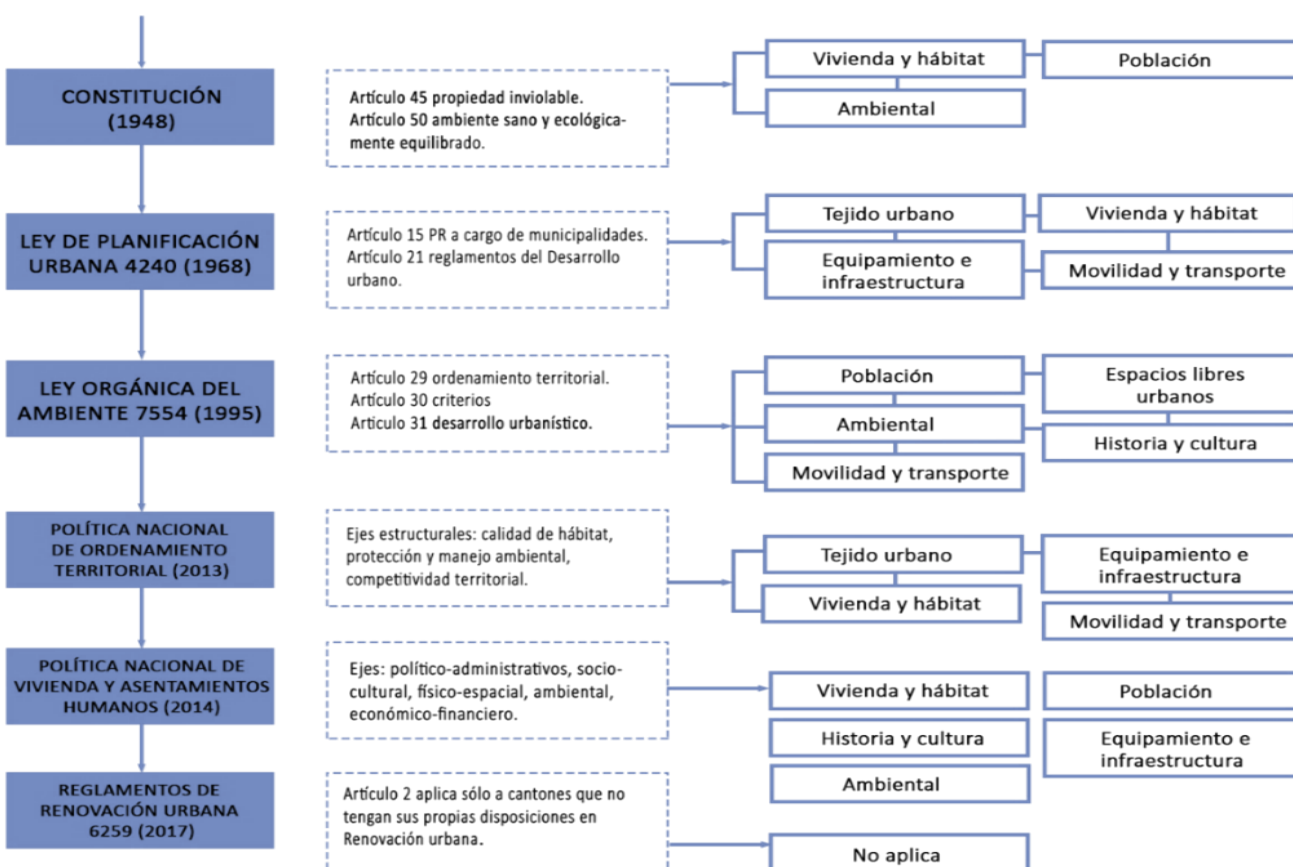 CONSTITUCIÓN
(1948)
Artículo 45 propiedad inviolable.
Artículo 50 ambiente sano y ecológica-
mente equilibrado.
Vivienda y hábitat
Población
Ambiental
LEY DE PLANIFICACIÓN
URBANA 4240 (1968)
Artículo 15 PR a cargo de municipalidades.
Artículo 21 reglamentos del Desarrollo
urbano.
Tejido urbano
Vivienda y hábitat
Equipamiento e
infraestructura
Movilidad y transporte
LEY ORGÁNICA DEL
AMBIENTE 7554 (1995)
Artículo 29 ordenamiento territorial.
Artículo 30 criterios
Artículo 31 desarrollo urbanístico.
Población
Espacios libres
urbanos
Ambiental
Historia y cultura
Movilidad y transporte
POLÍTICA NACIONAL
DE ORDENAMIENTO
TERRITORIAL (2013)
Ejes estructurales: calidad de hábitat,
protección y manejo ambiental,
competitividad territorial.
Tejido urbano
Equipamiento e
infraestructura
Vivienda y hábitat
Movilidad y transporte
POLÍTICA NACIONAL DE
VIVIENDA Y ASENTAMIENTOS
HUMANOS (2014)
Ejes: político-administrativos, socio-
cultural, físico-espacial, ambiental,
económico-financiero.
Vivienda y hábitat
Población
Historia y cultura
Equipamiento e
infraestructura
Ambiental
REGLAMENTOS DE
RENOVACIÓN URBANA
6259 (2017)
Artículo 2 aplica sólo a cantones que no
tengan sus propias disposiciones en
Renovación urbana.
No aplica